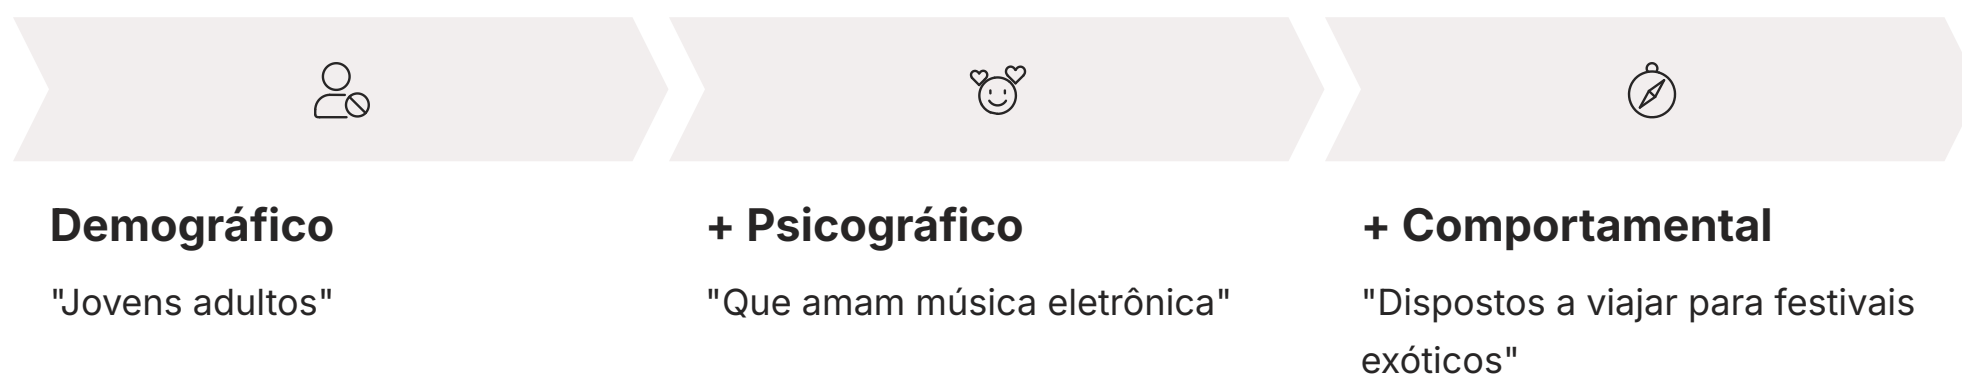 Demográfico
"Jovens adultos"
+ Psicográfico
"Que amam música eletrônica"
+ Comportamental
"Dispostos a viajar para festivais
exóticos"